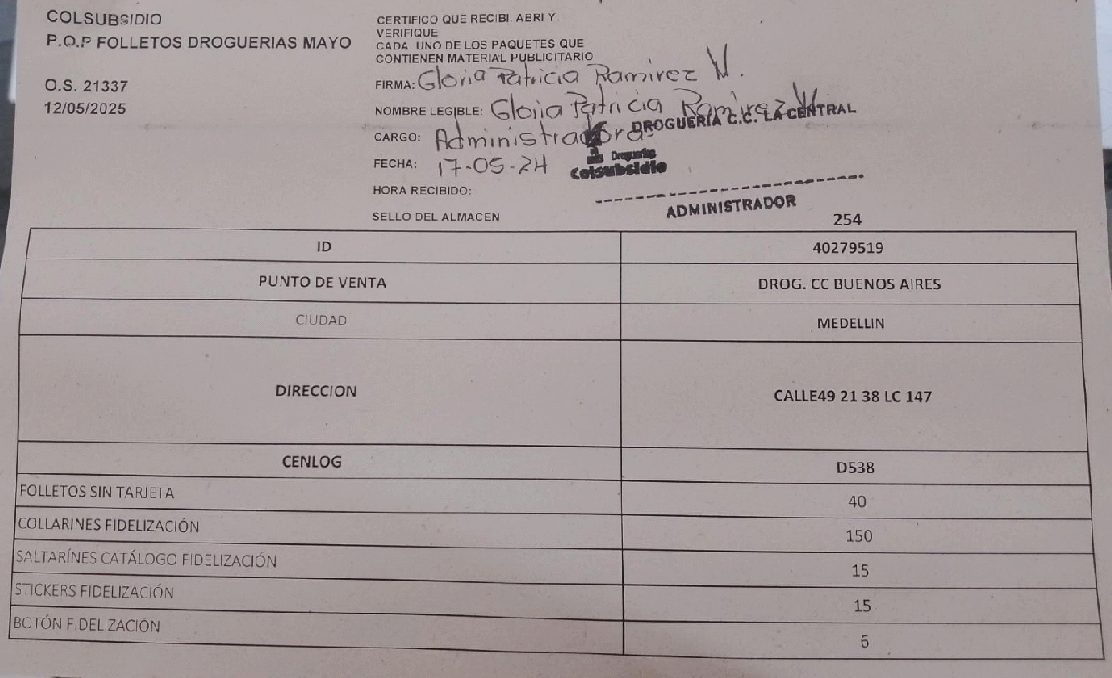 COLSUBSIDIO
P.O.P FOLLETOS DROGUERIAS MAYO
O.S. 21337
12/05/2025
CERTIFICO QUE RECIBI. ABRI Y
VERIFIQUE
CADA UNO DE LOS PAQUETES QUE
CONTIENEN MATERIAL PUBLICITARIO
FIRMA: Gloria Patricia Ramirez V.
NOMBRE LEGIBLE: Gloria Patricia Ramirez V.
DROGUERIA C.C. LA CENTRAL
CARGO: Administradora
Droguerías
Colsubsidio
FECHA: 17-05-24
HORA RECIBIDO:
ADMINISTRADOR
SELLO DEL ALMACEN
254
ID 40279519
PUNTO DE VENTA DROG. CC BUENOS AIRES
CIUDAD MEDELLIN
DIRECCION CALLE49 21 38 LC 147
CENLOG D538
FOLLETOS SIN TARJETA 40
COLLARINES FIDELIZACIÓN 150
SALTARÍNES CATÁLOGO FIDELIZACIÓN 15
STICKERS FIDELIZACIÓN 15
BOTÓN FIDELIZACIÓN 5